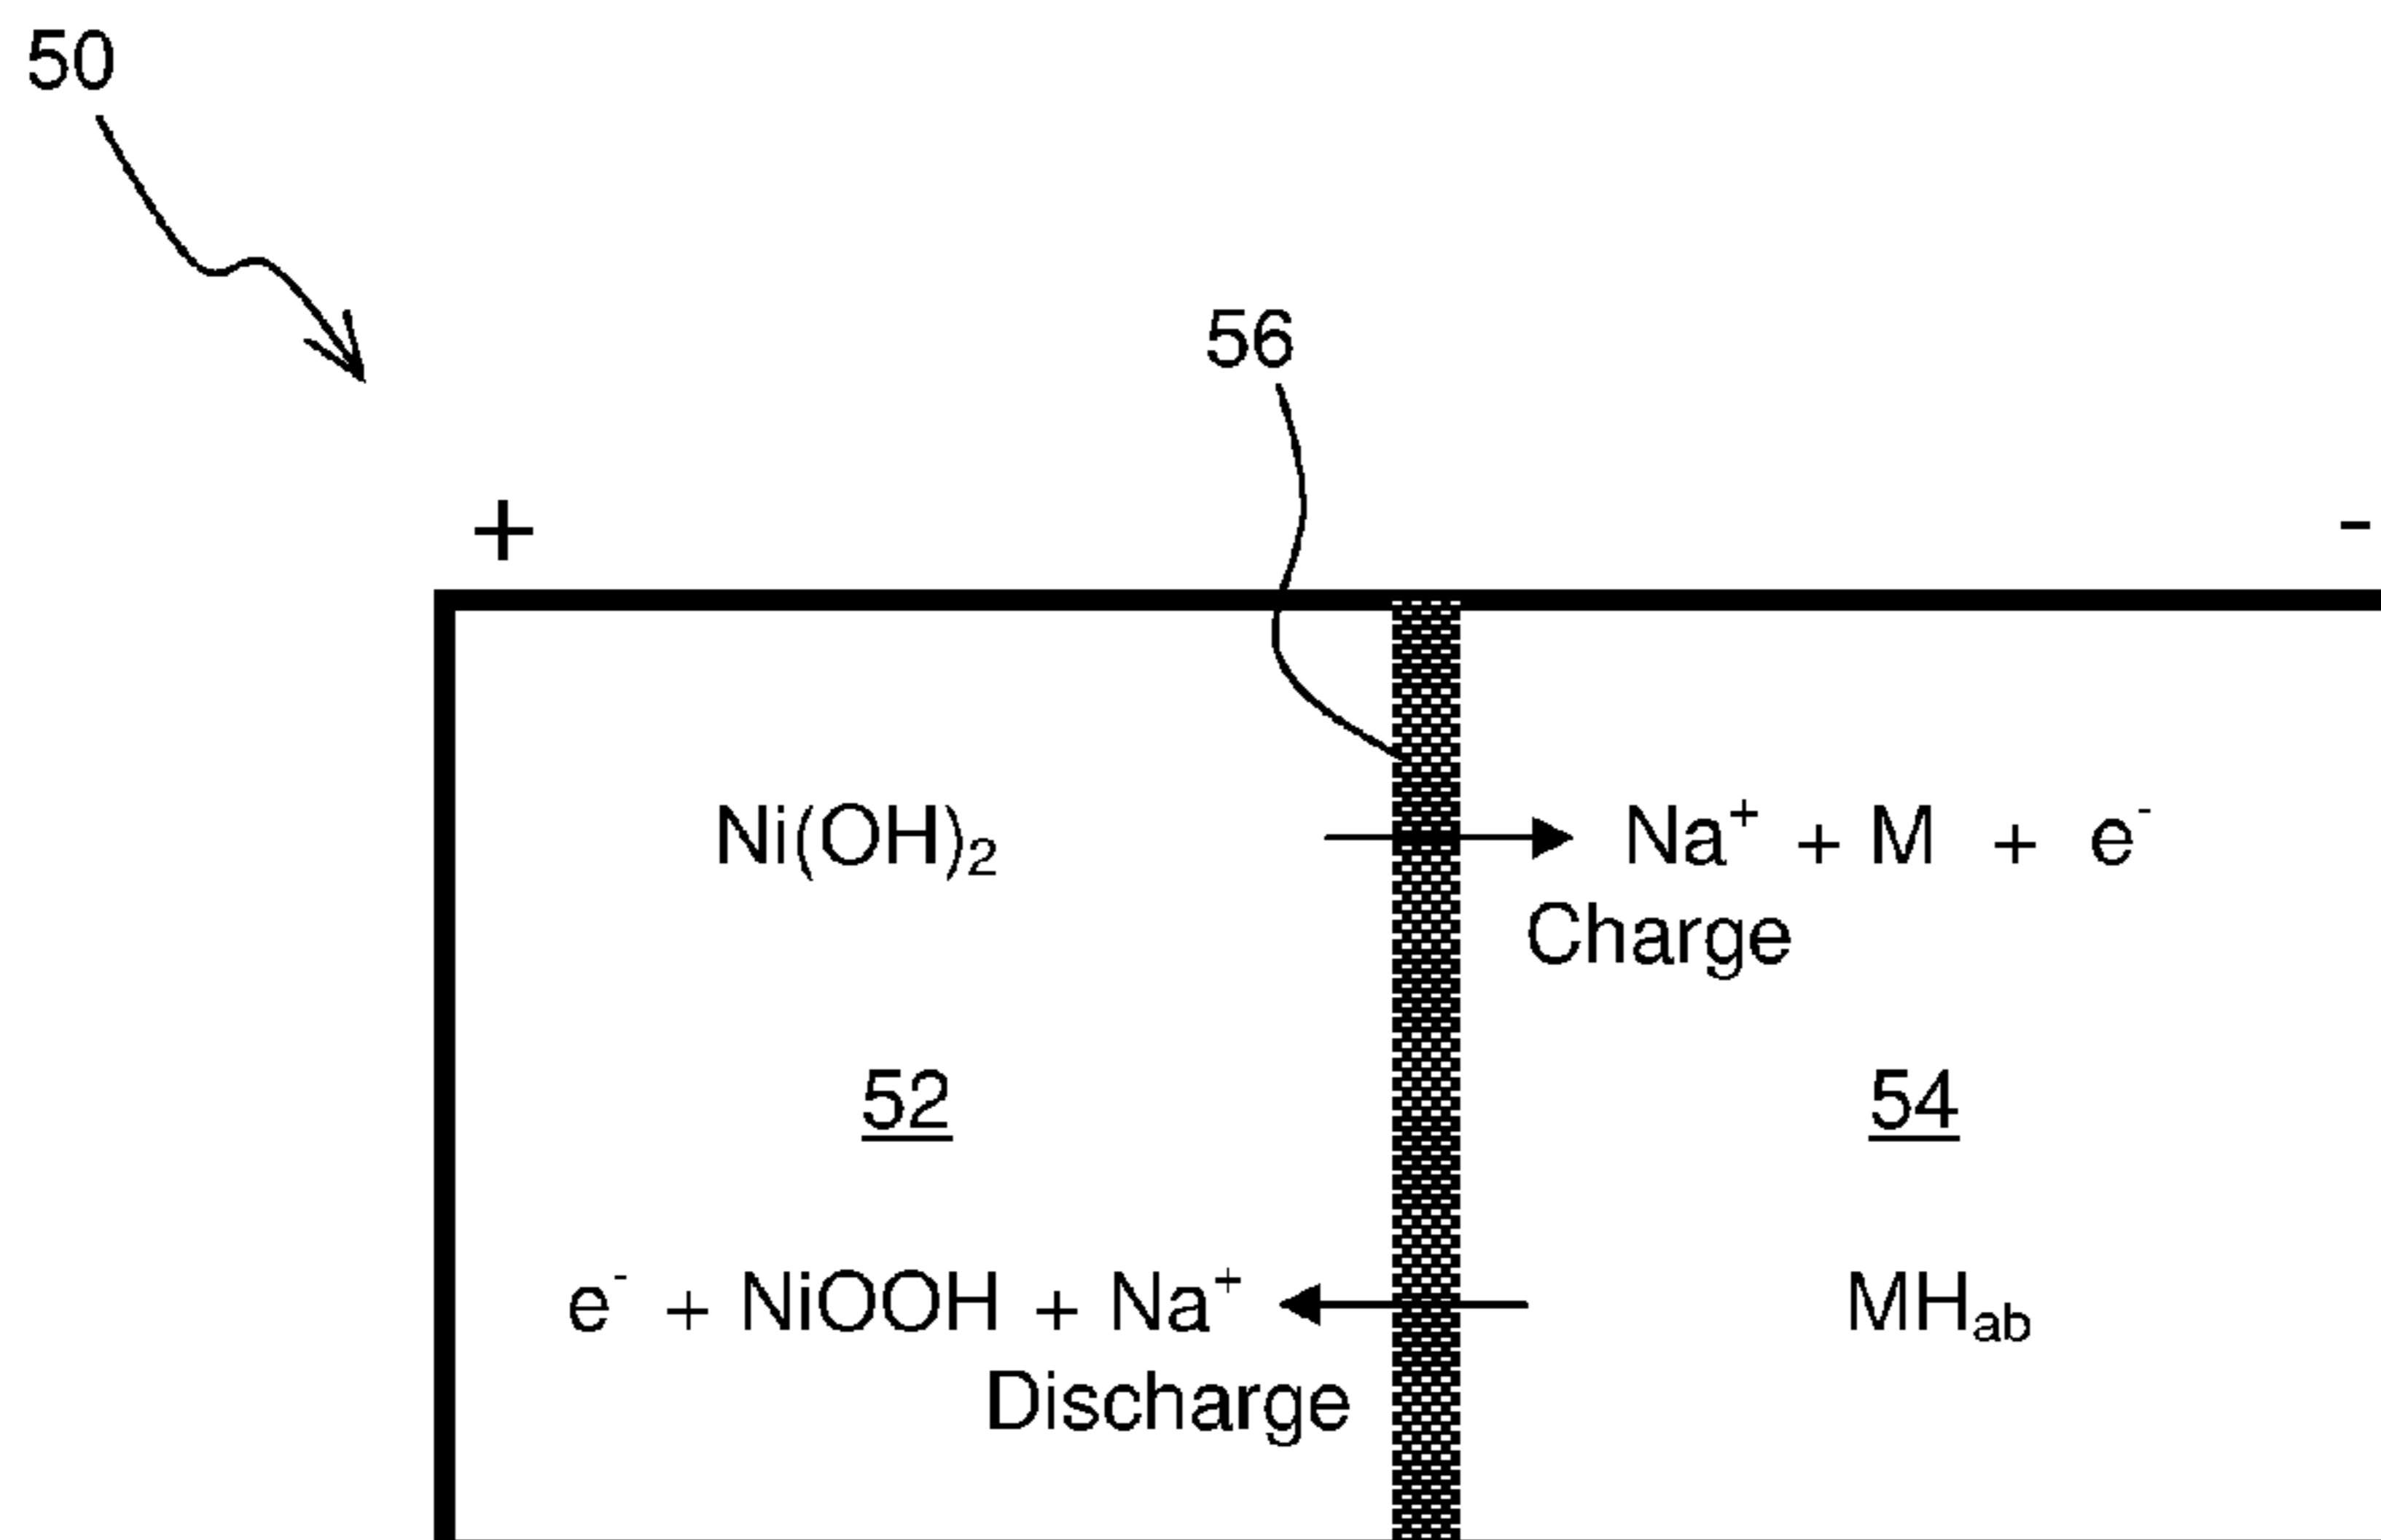 50
56
+ -
Ni(OH)₂ Na⁺ + M + e⁻
Charge
52 54
e⁻ + NiOOH + Na⁺ MHₐb
Discharge